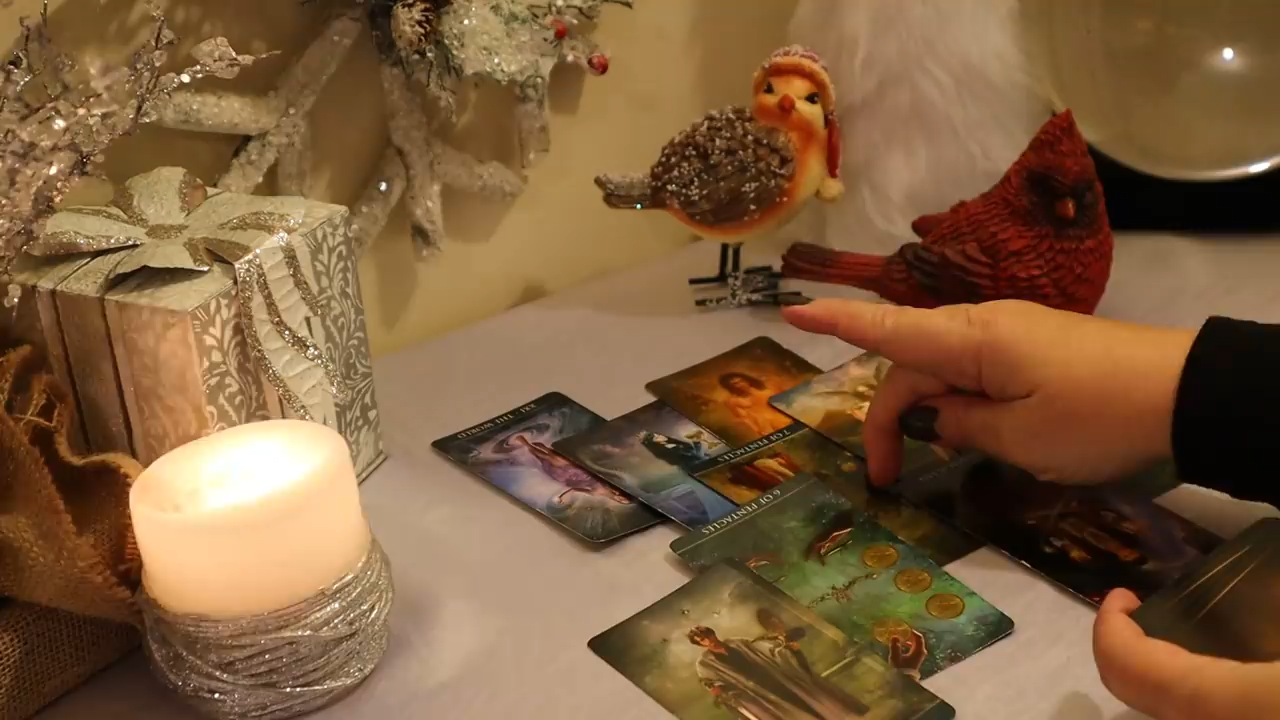 XXI · THE WORLD
7 OF PENTACLES
6 OF PENTACLES